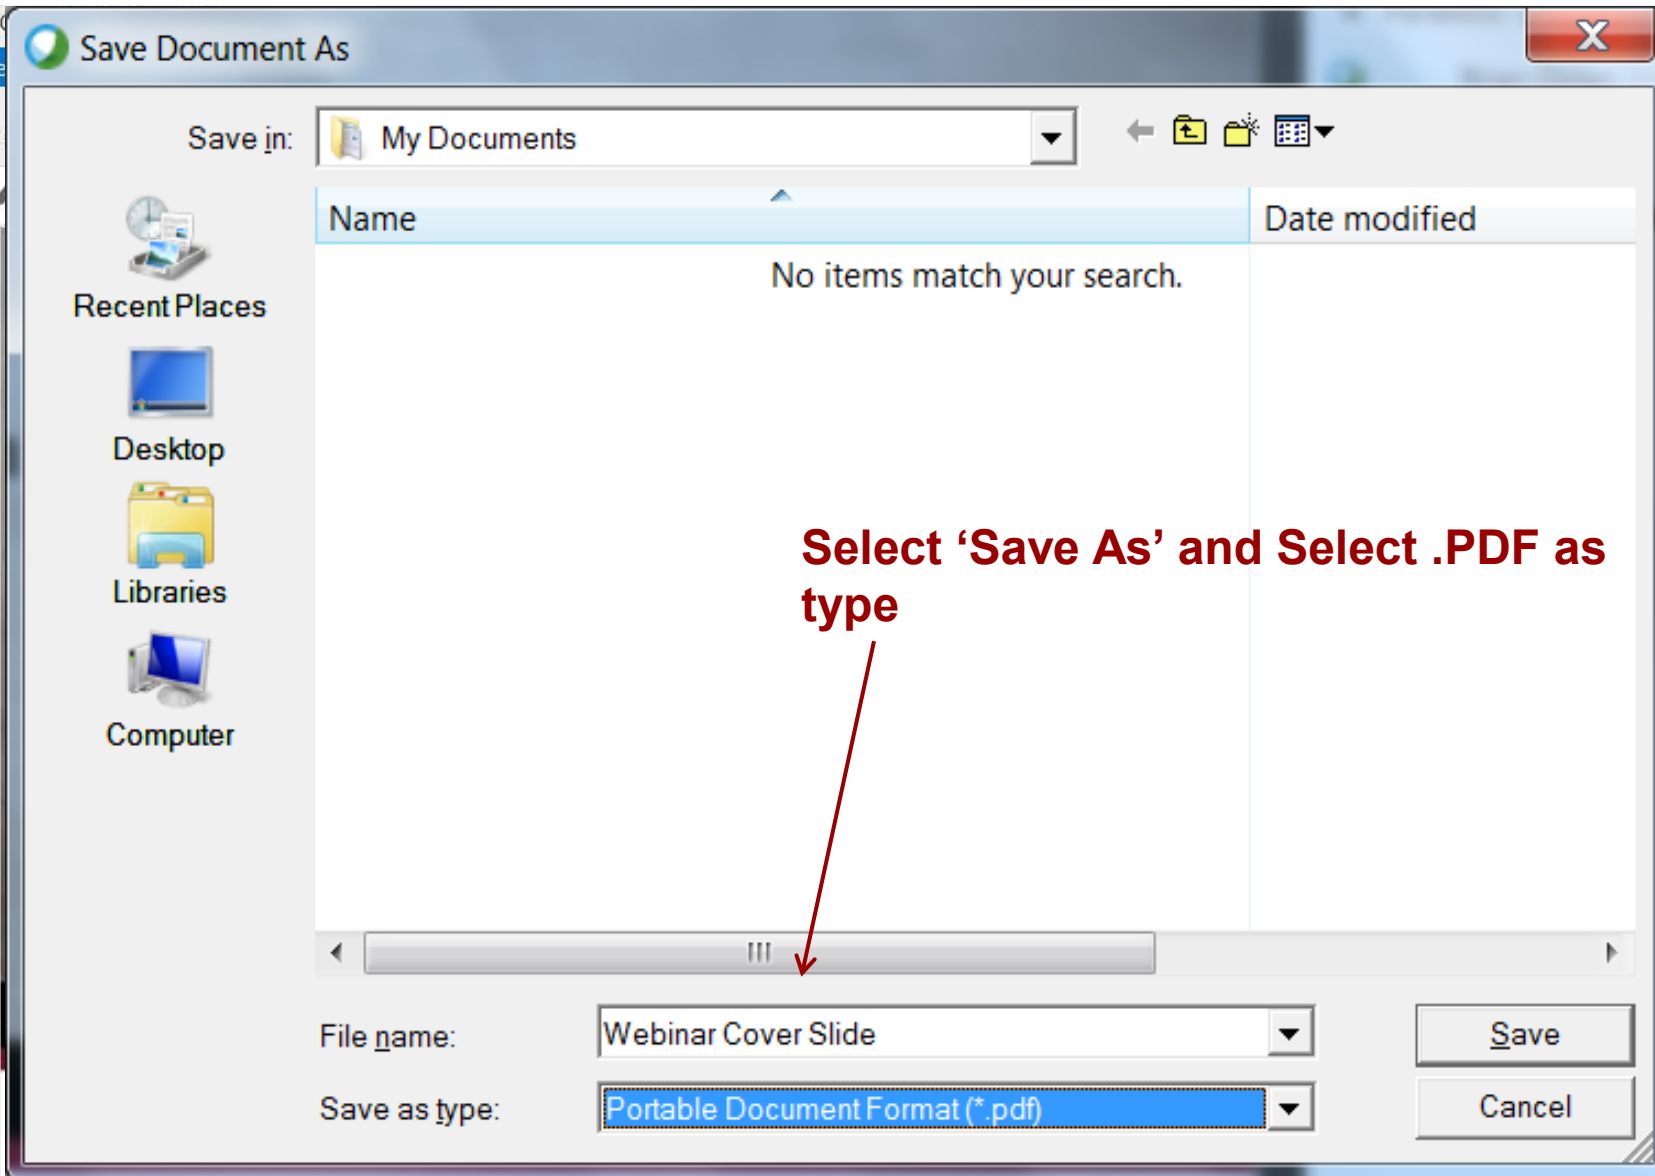 Save Document As
Save in:
My Documents
Name
Date modified
No items match your search.
Recent Places
Desktop
Libraries
Computer
Select ‘Save As’ and Select .PDF as
type
File name:
Webinar Cover Slide
Save
Save as type:
Portable Document Format (*.pdf)
Cancel